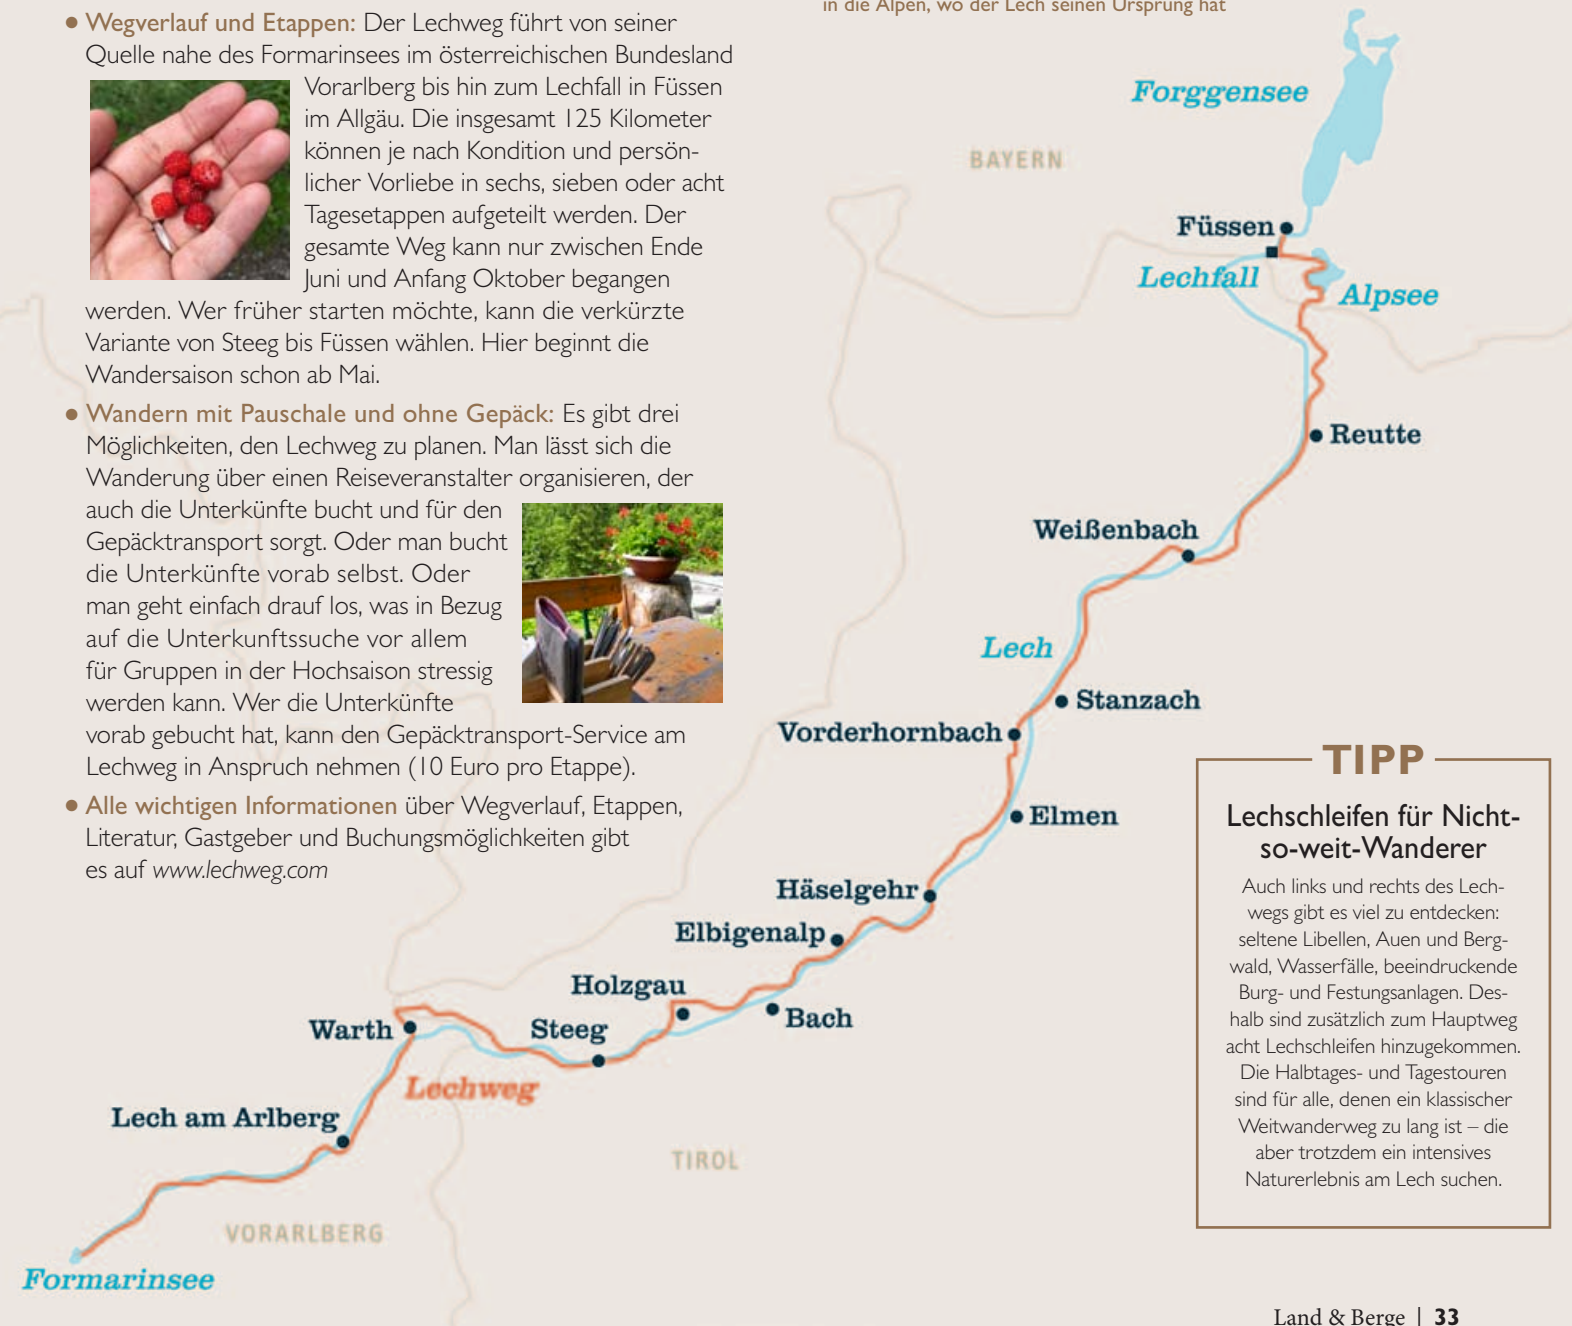 in die Alpen, wo der Lech seinen Ursprung hat
• Wegverlauf und Etappen: Der Lechweg führt von seiner
Quelle nahe des Formarinsees im österreichischen Bundesland
Vorarlberg bis hin zum Lechfall in Füssen
im Allgäu. Die insgesamt 125 Kilometer
können je nach Kondition und persön-
licher Vorliebe in sechs, sieben oder acht
Tagesetappen aufgeteilt werden. Der
gesamte Weg kann nur zwischen Ende
Juni und Anfang Oktober begangen
werden. Wer früher starten möchte, kann die verkürzte
Variante von Steeg bis Füssen wählen. Hier beginnt die
Wandersaison schon ab Mai.
• Wandern mit Pauschale und ohne Gepäck: Es gibt drei
Möglichkeiten, den Lechweg zu planen. Man lässt sich die
Wanderung über einen Reiseveranstalter organisieren, der
auch die Unterkünfte bucht und für den
Gepäcktransport sorgt. Oder man bucht
die Unterkünfte vorab selbst. Oder
man geht einfach drauf los, was in Bezug
auf die Unterkunftssuche vor allem
für Gruppen in der Hochsaison stressig
werden kann. Wer die Unterkünfte
vorab gebucht hat, kann den Gepäcktransport-Service am
Lechweg in Anspruch nehmen (10 Euro pro Etappe).
• Alle wichtigen Informationen über Wegverlauf, Etappen,
Literatur, Gastgeber und Buchungsmöglichkeiten gibt
es auf www.lechweg.com
Forggensee
BAYERN
Füssen
Lechfall
Alpsee
Reutte
Weißenbach
Lech
Stanzach
Vorderhornbach
Elmen
Häselgehr
Elbigenalp
Holzgau
Bach
Steeg
Warth
Lechweg
Lech am Arlberg
TIROL
VORARLBERG
Formarinsee
TIPP
Lechschleifen für Nicht-
so-weit-Wanderer
Auch links und rechts des Lech-
wegs gibt es viel zu entdecken:
seltene Libellen, Auen und Berg-
wald, Wasserfälle, beeindruckende
Burg- und Festungsanlagen. Des-
halb sind zusätzlich zum Hauptweg
acht Lechschleifen hinzugekommen.
Die Halbtages- und Tagestouren
sind für alle, denen ein klassischer
Weitwanderweg zu lang ist – die
aber trotzdem ein intensives
Naturerlebnis am Lech suchen.
Land & Berge | 33